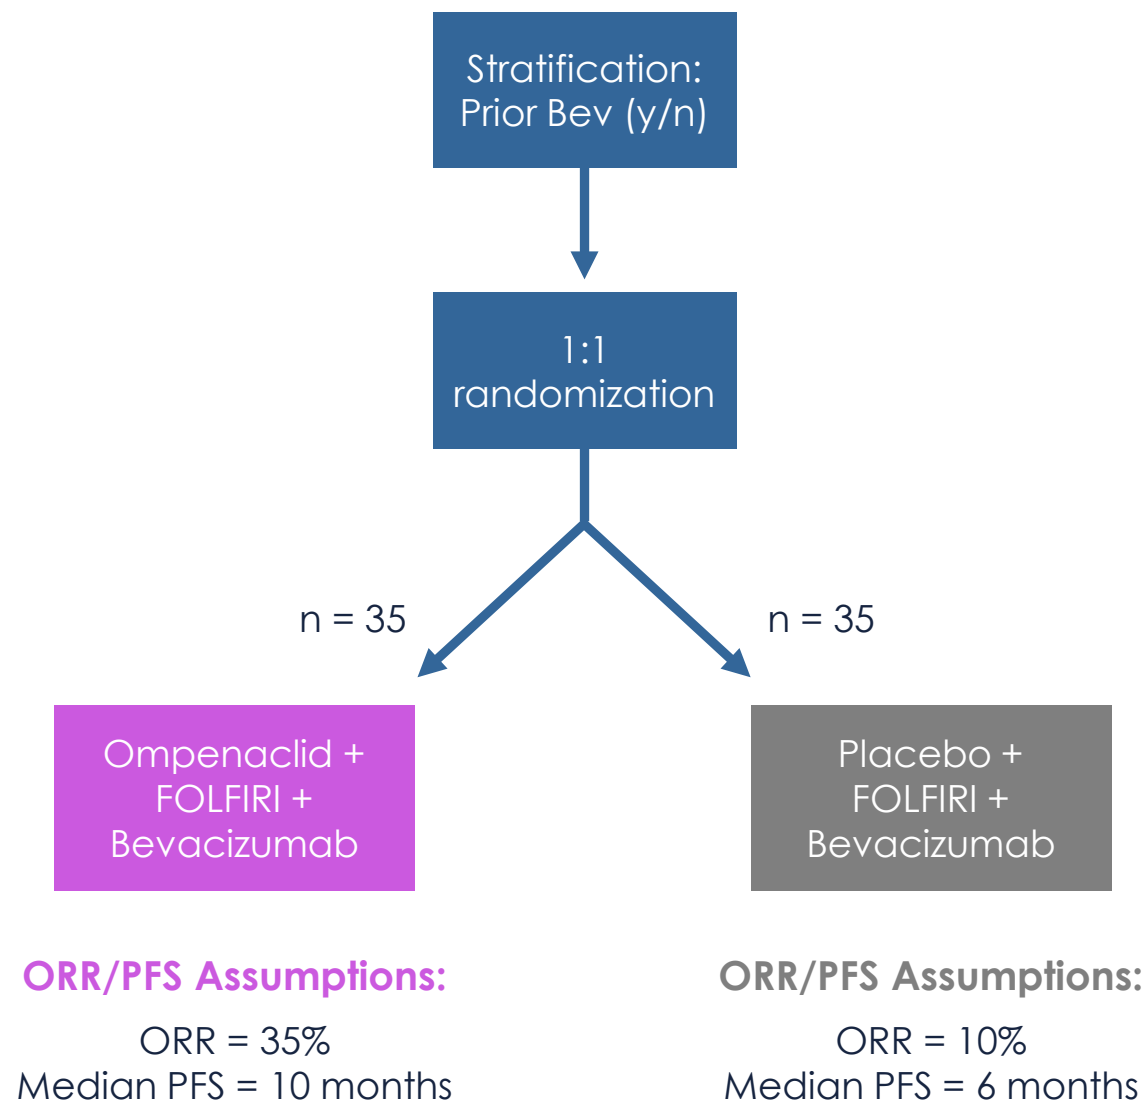 Stratification:
Prior Bev (y/n)
1:1
randomization
n = 35
n = 35
Ompenaclid +
FOLFIRI +
Bevacizumab
Placebo +
FOLFIRI +
Bevacizumab
ORR/PFS Assumptions:
ORR = 35%
Median PFS = 10 months
ORR/PFS Assumptions:
ORR = 10%
Median PFS = 6 months